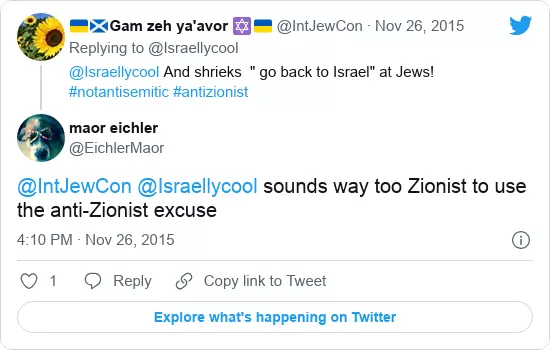 🇺🇦🏴󠁧󠁢󠁳󠁣󠁴󠁿Gam zeh ya'avor ✡️🇺🇦 @IntJewCon · Nov 26, 2015
Replying to @Israellycool
@Israellycool And shrieks  " go back to Israel" at Jews!
#notantisemitic #antizionist
maor eichler
@EichlerMaor
@IntJewCon @Israellycool sounds way too Zionist to use
the anti-Zionist excuse
4:10 PM · Nov 26, 2015
1 Reply Copy link to Tweet
Explore what's happening on Twitter